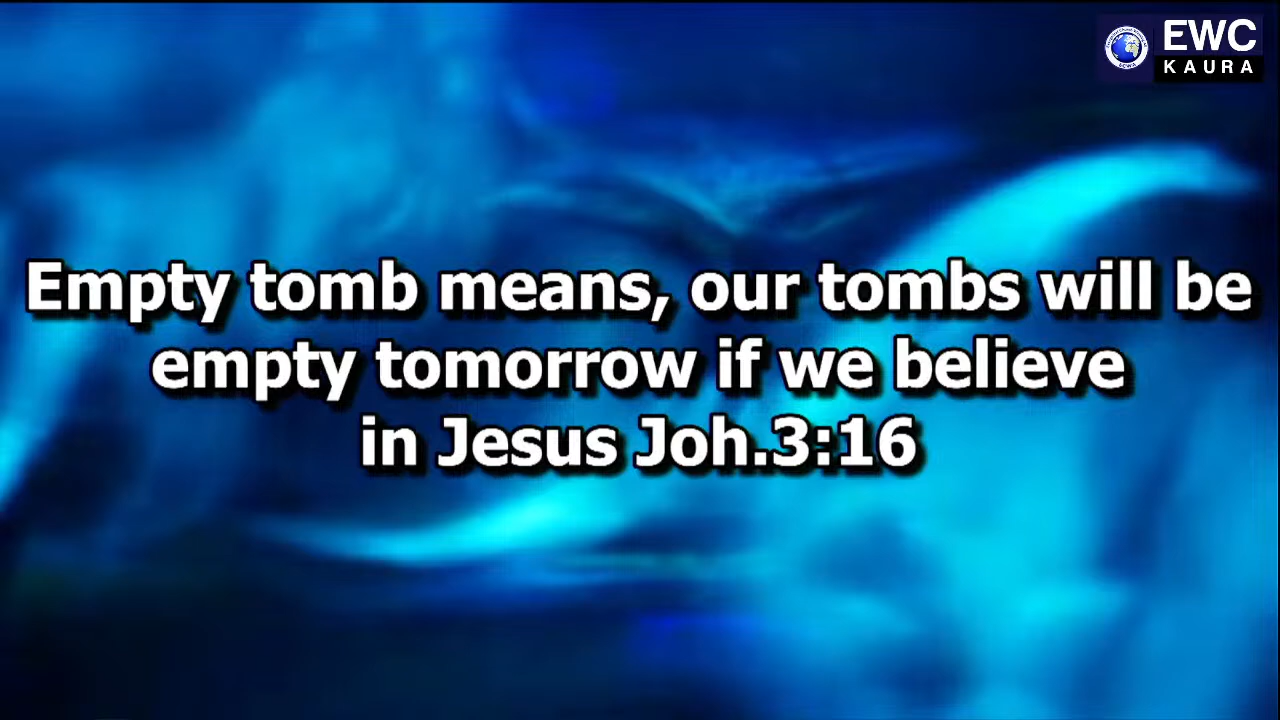 EWC
KAURA
Empty tomb means, our tombs will be
empty tomorrow if we believe
in Jesus Joh.3:16